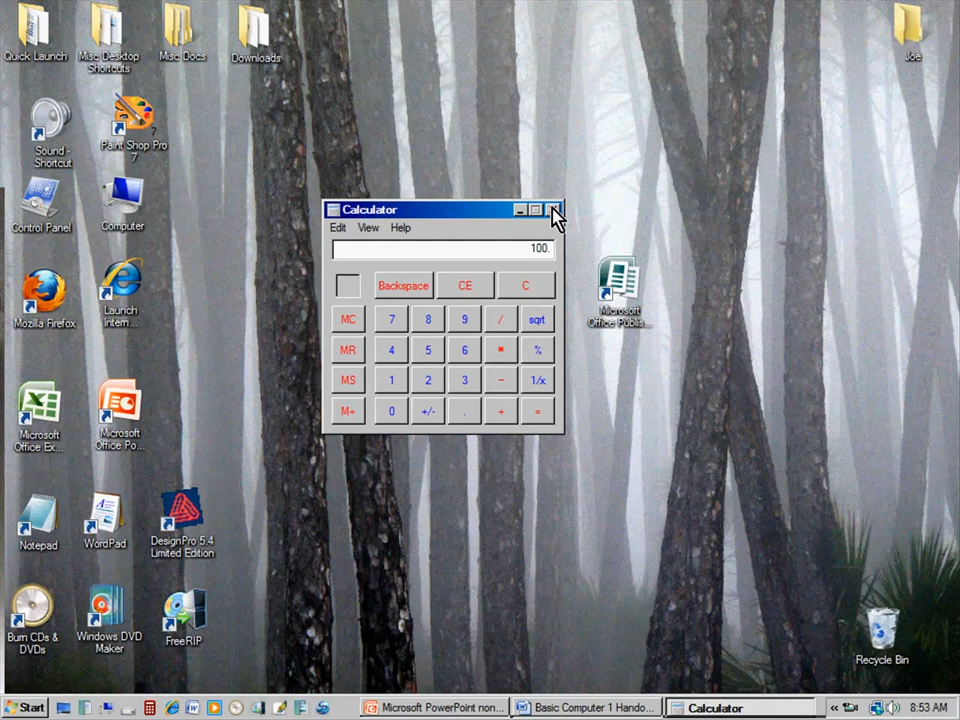 Quick Launch
Misc Desktop
Shortcuts
Misc Docs
Downloads
Joe
Sound -
Shortcut
Paint Shop Pro
7
Control Panel
Computer
Mozilla Firefox
Launch
Intern...
Microsoft
Office Ex...
Microsoft
Office Po...
Notepad
WordPad
DesignPro 5.4
Limited Edition
Burn CDs &
DVDs
Windows DVD
Maker
FreeRIP
Calculator
Edit View Help
100.
Backspace CE C
MC 7 8 9 / sqrt
MR 4 5 6 * %
MS 1 2 3 - 1/x
M+ 0 +/- . + =
Microsoft
Office Publis...
Recycle Bin
Start
Microsoft PowerPoint non...
Basic Computer 1 Hando...
Calculator
8:53 AM